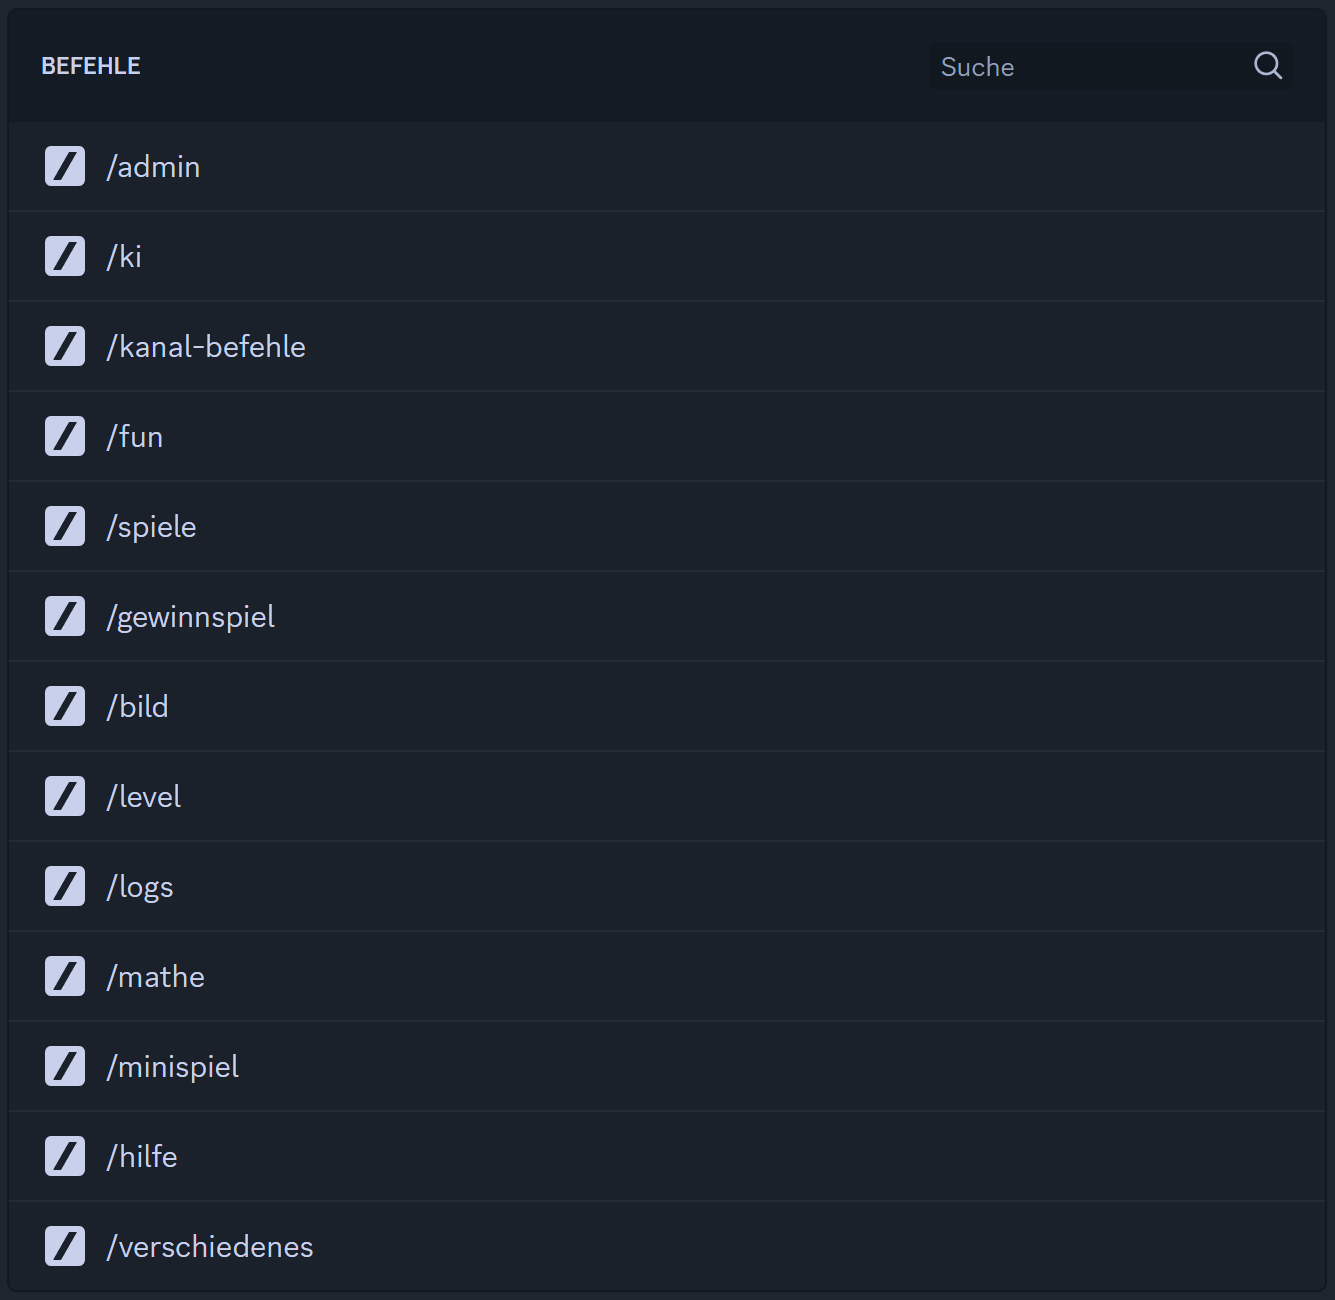 BEFEHLE
Suche
/admin
/ki
/kanal-befehle
/fun
/spiele
/gewinnspiel
/bild
/level
/logs
/mathe
/minispiel
/hilfe
/verschiedenes